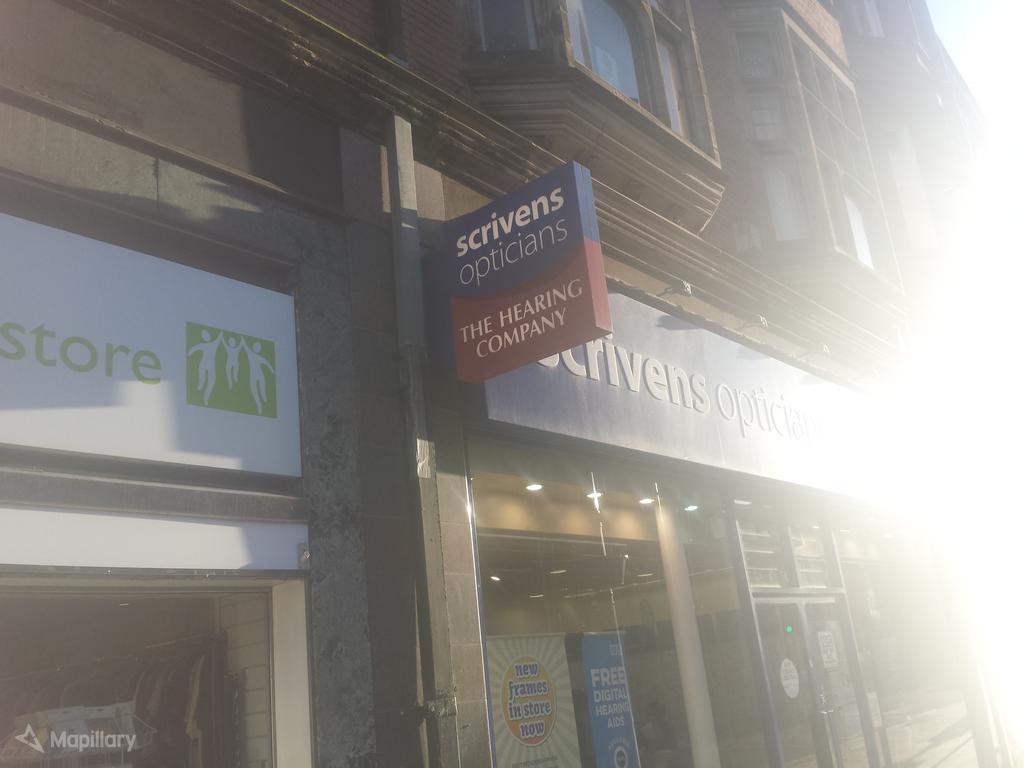 store
scrivens
opticians
THE HEARING
COMPANY
scrivens opticians
new
frames
in store
now
FREE
DIGITAL
HEARING
AIDS
Mapillary